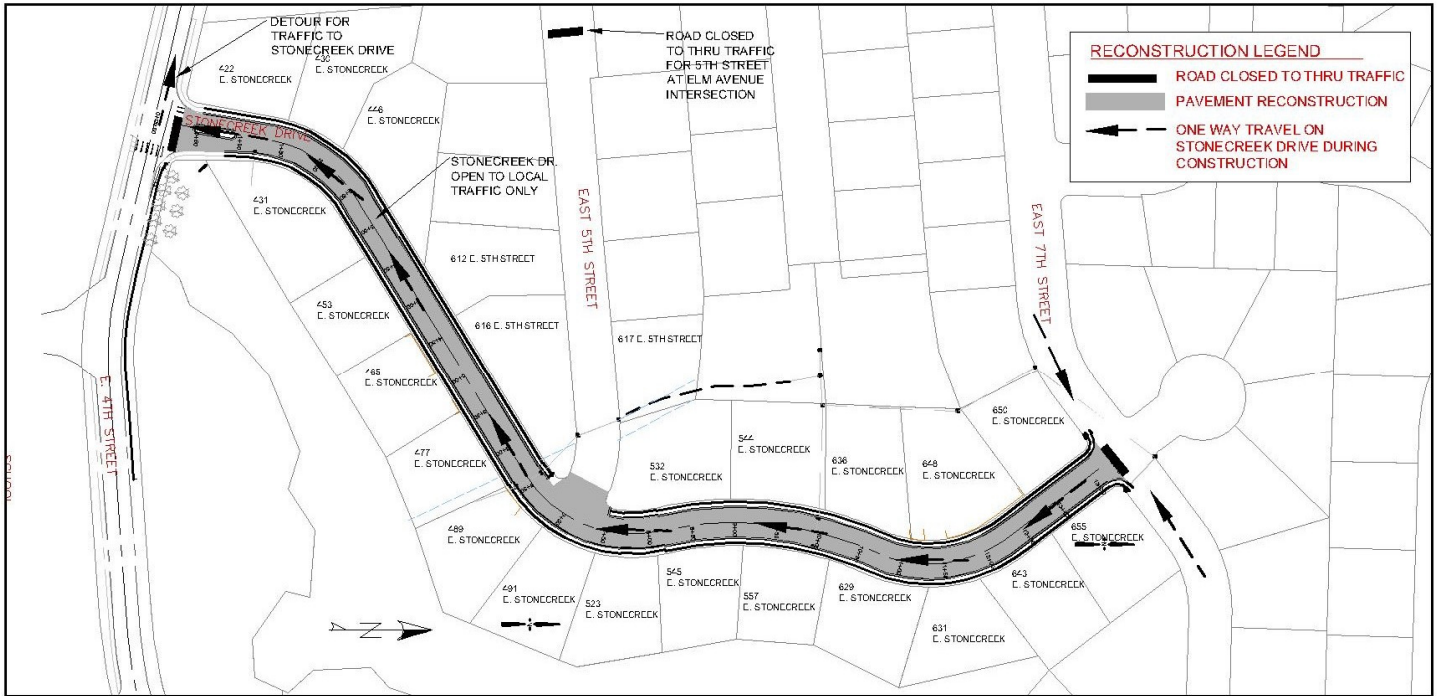 DETOUR FOR
TRAFFIC TO
STONECREEK DRIVE
422
E. STONECREEK
430
E. STONECREEK
446
E. STONECREEK
ROAD CLOSED
TO THRU TRAFFIC
FOR 5TH STREET
AT ELM AVENUE
INTERSECTION
RECONSTRUCTION LEGEND
ROAD CLOSED TO THRU TRAFFIC
PAVEMENT RECONSTRUCTION
ONE WAY TRAVEL ON
STONECREEK DRIVE DURING
CONSTRUCTION
STONECREEK DRIVE
STONECREEK DR.
OPEN TO LOCAL
TRAFFIC ONLY
431
E. STONECREEK
EAST 5TH STREET
EAST 7TH STREET
612 E. 5TH STREET
453
E. STONECREEK
616 E. 5TH STREET
617 E. 5TH STREET
465
E. STONECREEK
E. 4TH STREET
477
E. STONECREEK
532
E. STONECREEK
544
E. STONECREEK
636
E. STONECREEK
648
E. STONECREEK
650
E. STONECREEK
489
E. STONECREEK
491
E. STONECREEK
523
E. STONECREEK
545
E. STONECREEK
557
E. STONECREEK
629
E. STONECREEK
631
E. STONECREEK
643
E. STONECREEK
655
E. STONECREEK
N